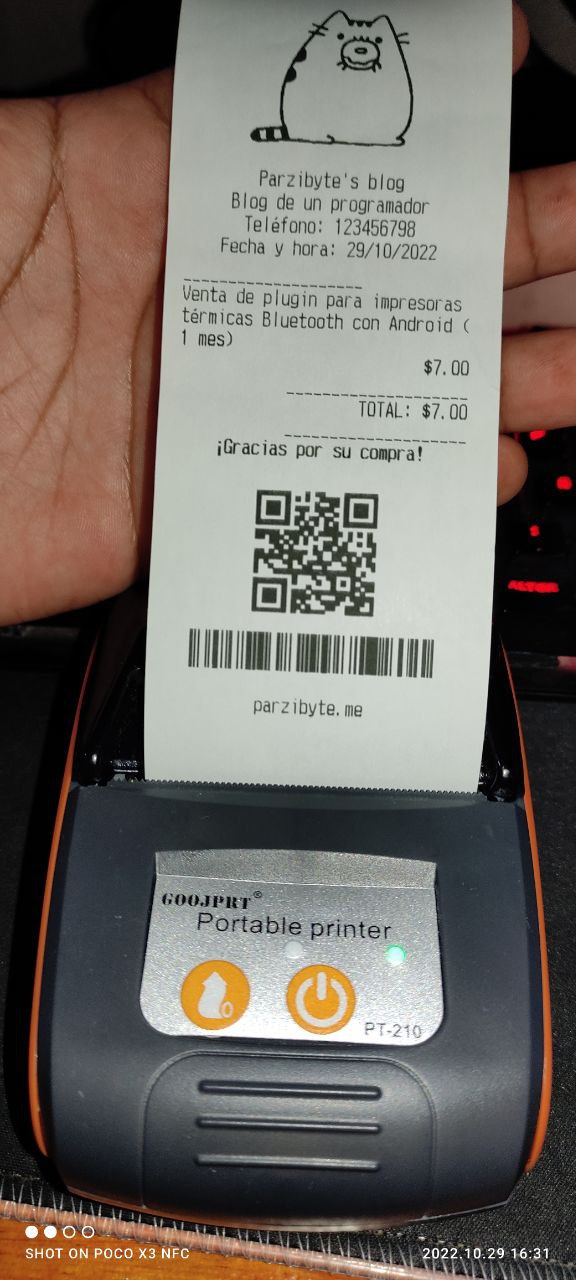 Parzibyte's blog
Blog de un programador
Teléfono: 123456798
Fecha y hora: 29/10/2022
Venta de plugin para impresoras
térmicas Bluetooth con Android (
1 mes)
$7.00
TOTAL: $7.00
¡Gracias por su compra!
parzibyte.me
GOOJPRT®
Portable printer
PT-210
SHOT ON POCO X3 NFC
2022.10.29 16:31